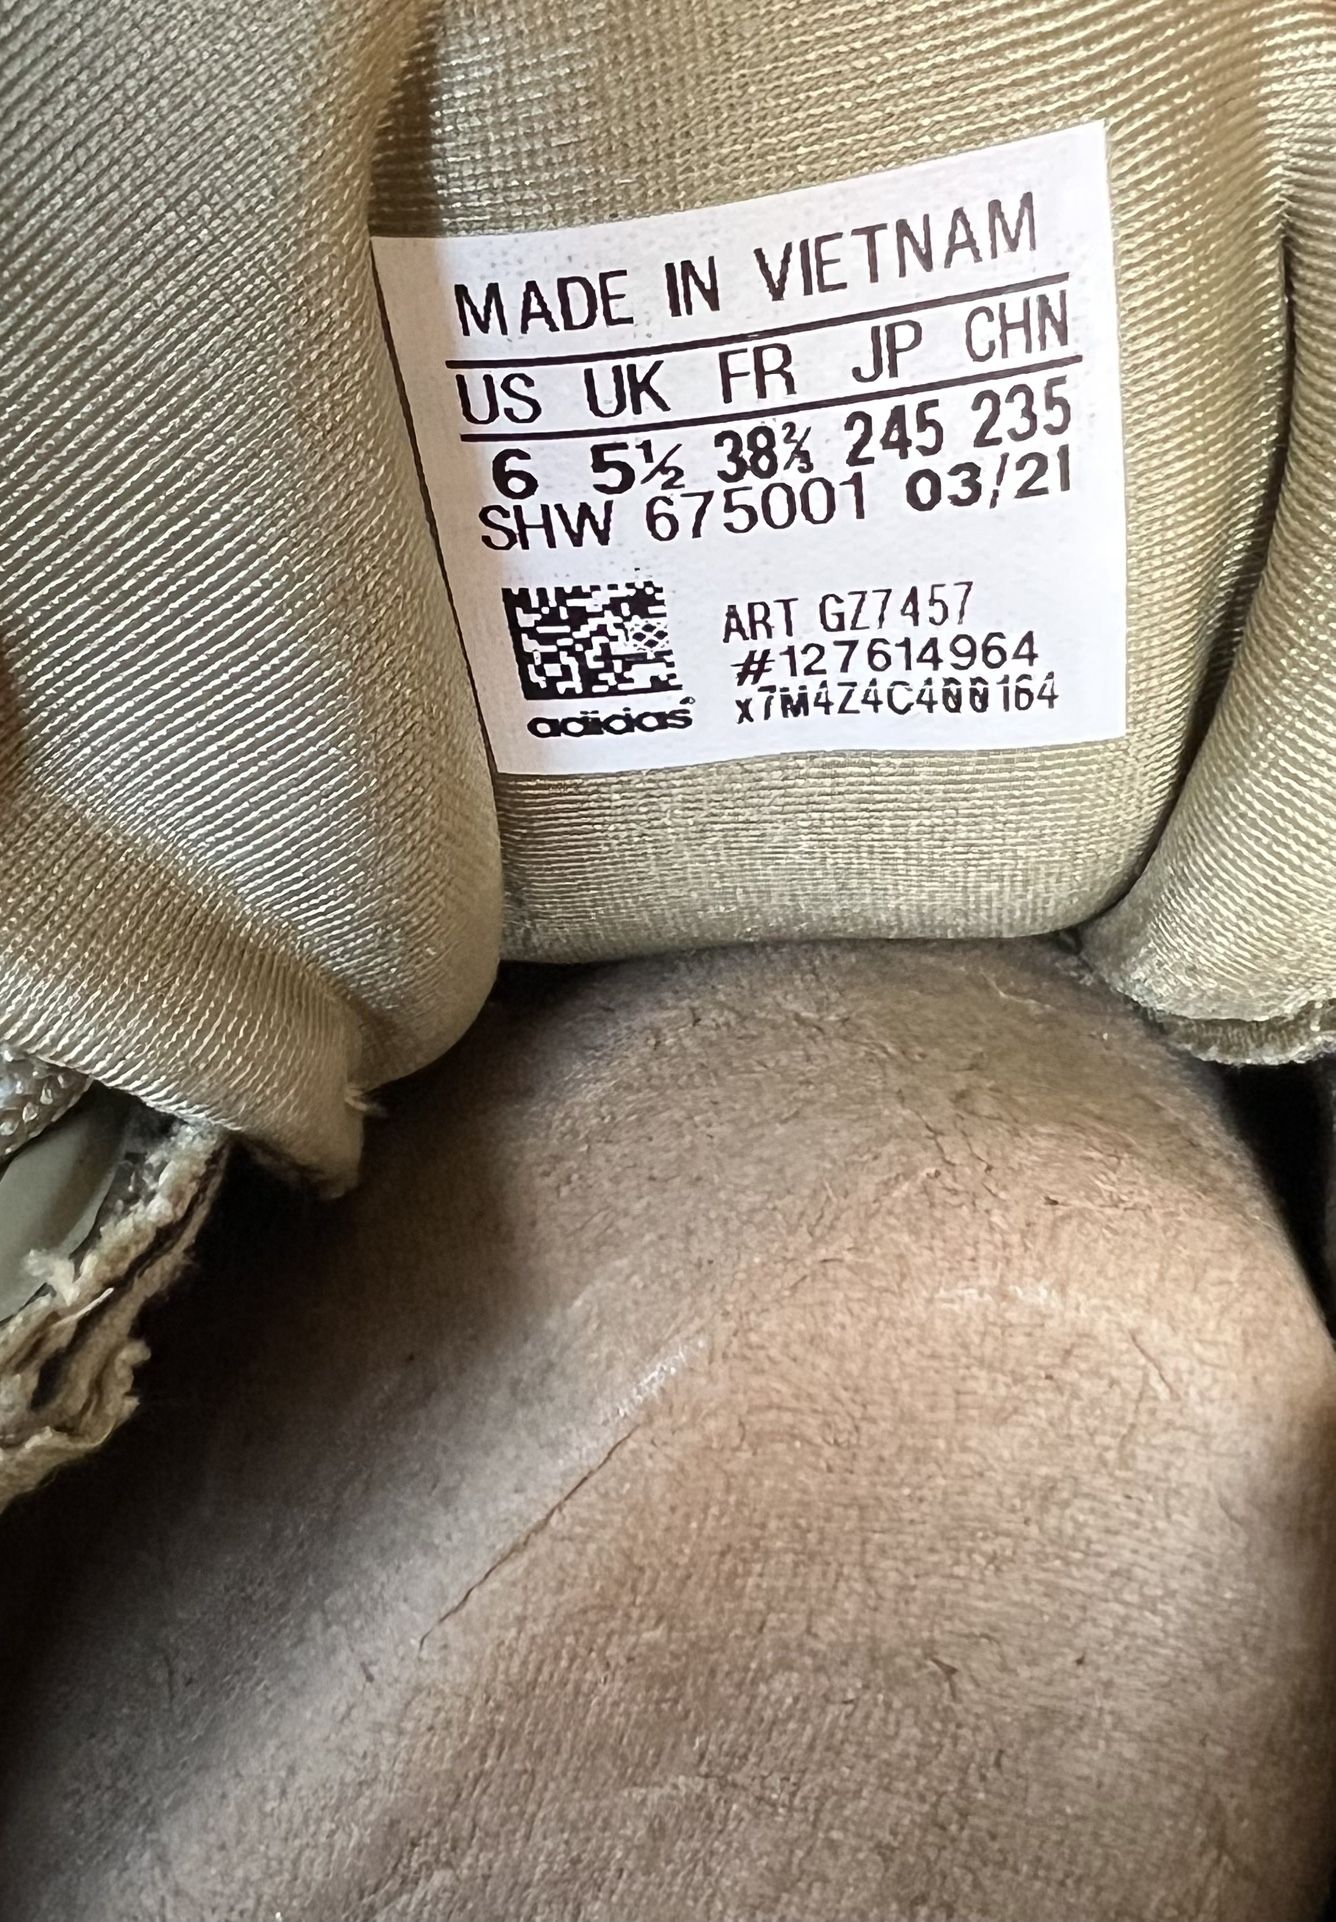 MADE IN VIETNAM
US UK FR JP CHN
6 5½ 38⅔ 245 235
SHW 675001 03/21
ART GZ7457
#127614964
x7M4Z4C400164
adidas